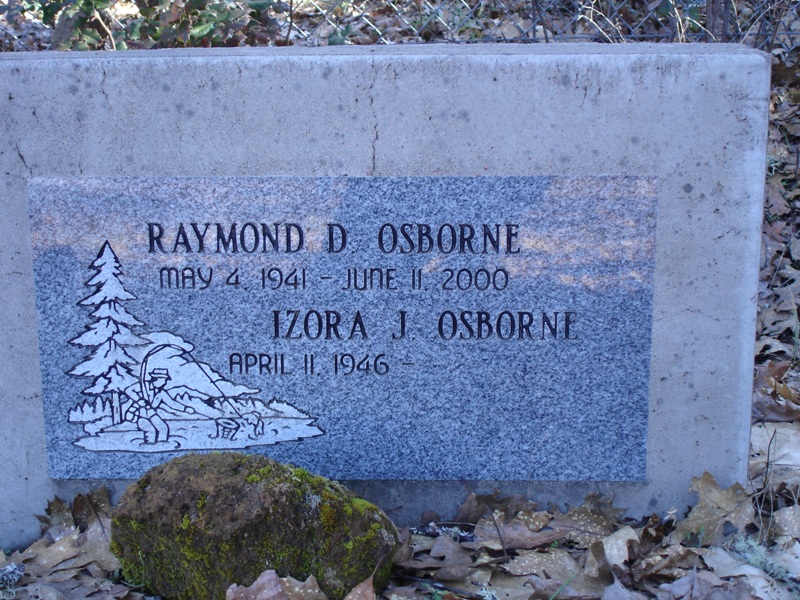 RAYMOND D. OSBORNE
MAY 4, 1941 – JUNE 11, 2000
IZORA J. OSBORNE
APRIL 11, 1946 –